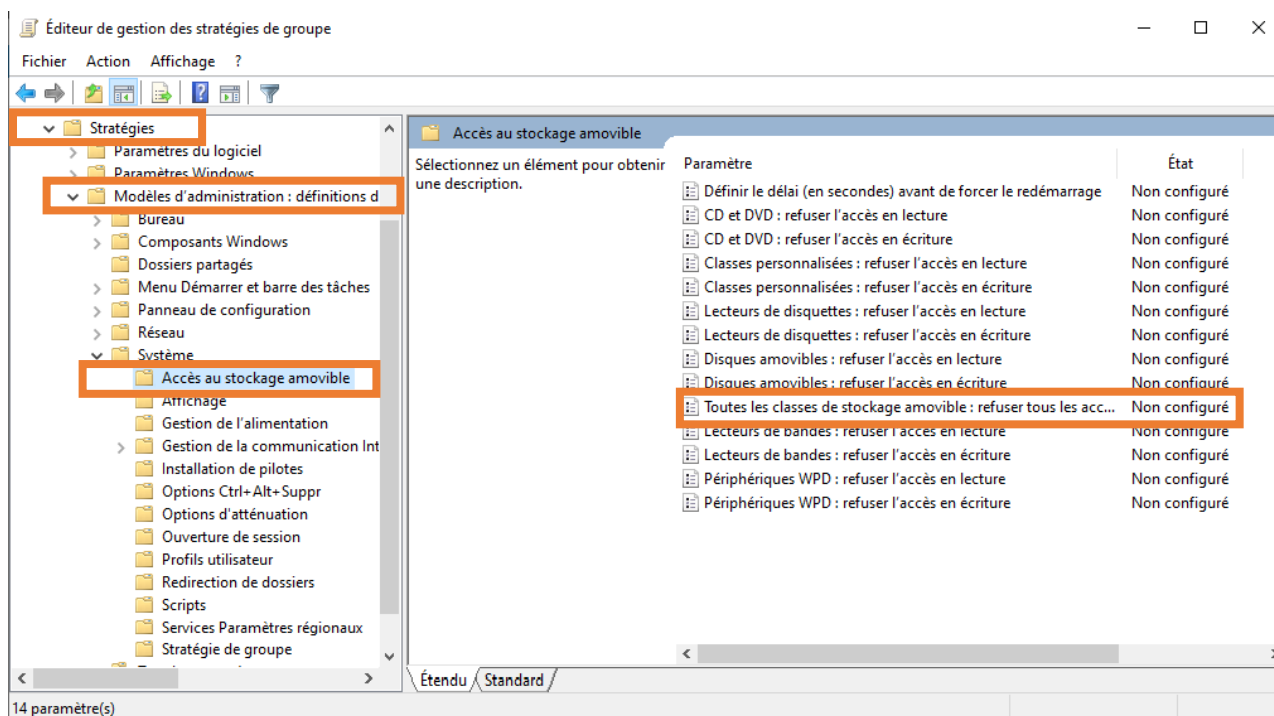 Éditeur de gestion des stratégies de groupe
Fichier Action Affichage ?
Stratégies
Paramètres du logiciel
Paramètres Windows
Modèles d'administration : définitions d
Bureau
Composants Windows
Dossiers partagés
Menu Démarrer et barre des tâches
Panneau de configuration
Réseau
Système
Accès au stockage amovible
Affichage
Gestion de l'alimentation
Gestion de la communication Int
Installation de pilotes
Options Ctrl+Alt+Suppr
Options d'atténuation
Ouverture de session
Profils utilisateur
Redirection de dossiers
Scripts
Services Paramètres régionaux
Stratégie de groupe
Accès au stockage amovible
Sélectionnez un élément pour obtenir
une description.
Paramètre État
Définir le délai (en secondes) avant de forcer le redémarrage Non configuré
CD et DVD : refuser l'accès en lecture Non configuré
CD et DVD : refuser l'accès en écriture Non configuré
Classes personnalisées : refuser l'accès en lecture Non configuré
Classes personnalisées : refuser l'accès en écriture Non configuré
Lecteurs de disquettes : refuser l'accès en lecture Non configuré
Lecteurs de disquettes : refuser l'accès en écriture Non configuré
Disques amovibles : refuser l'accès en lecture Non configuré
Disques amovibles : refuser l'accès en écriture Non configuré
Toutes les classes de stockage amovible : refuser tous les acc... Non configuré
Lecteurs de bandes : refuser l'accès en lecture Non configuré
Lecteurs de bandes : refuser l'accès en écriture Non configuré
Périphériques WPD : refuser l'accès en lecture Non configuré
Périphériques WPD : refuser l'accès en écriture Non configuré
Étendu Standard
14 paramètre(s)